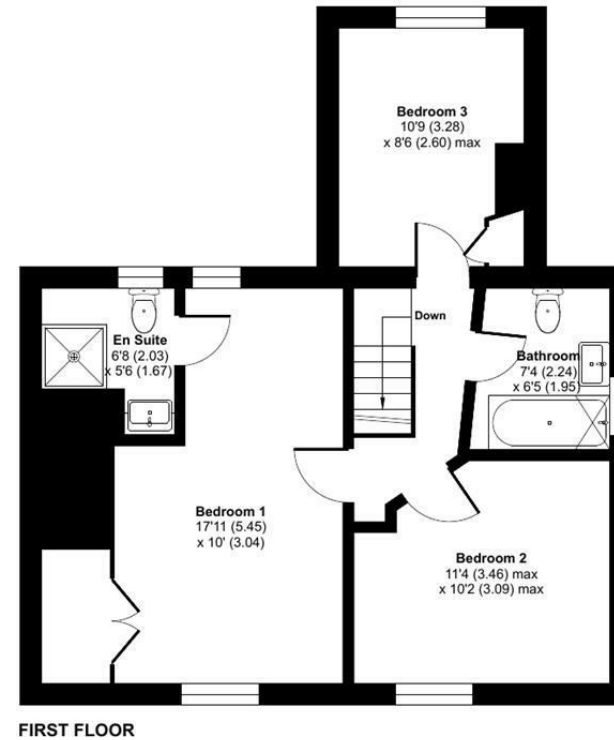 Bedroom 3
10'9 (3.28)
x 8'6 (2.60) max
Down
En Suite
6'8 (2.03)
x 5'6 (1.67)
Bathroom
7'4 (2.24)
x 6'5 (1.95)
Bedroom 1
17'11 (5.45)
x 10' (3.04)
Bedroom 2
11'4 (3.46) max
x 10'2 (3.09) max
FIRST FLOOR